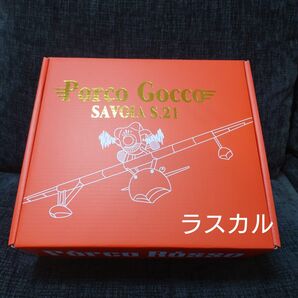 Porco Gocco
SAVOIA S.21
ラスカル
Porco Rosso